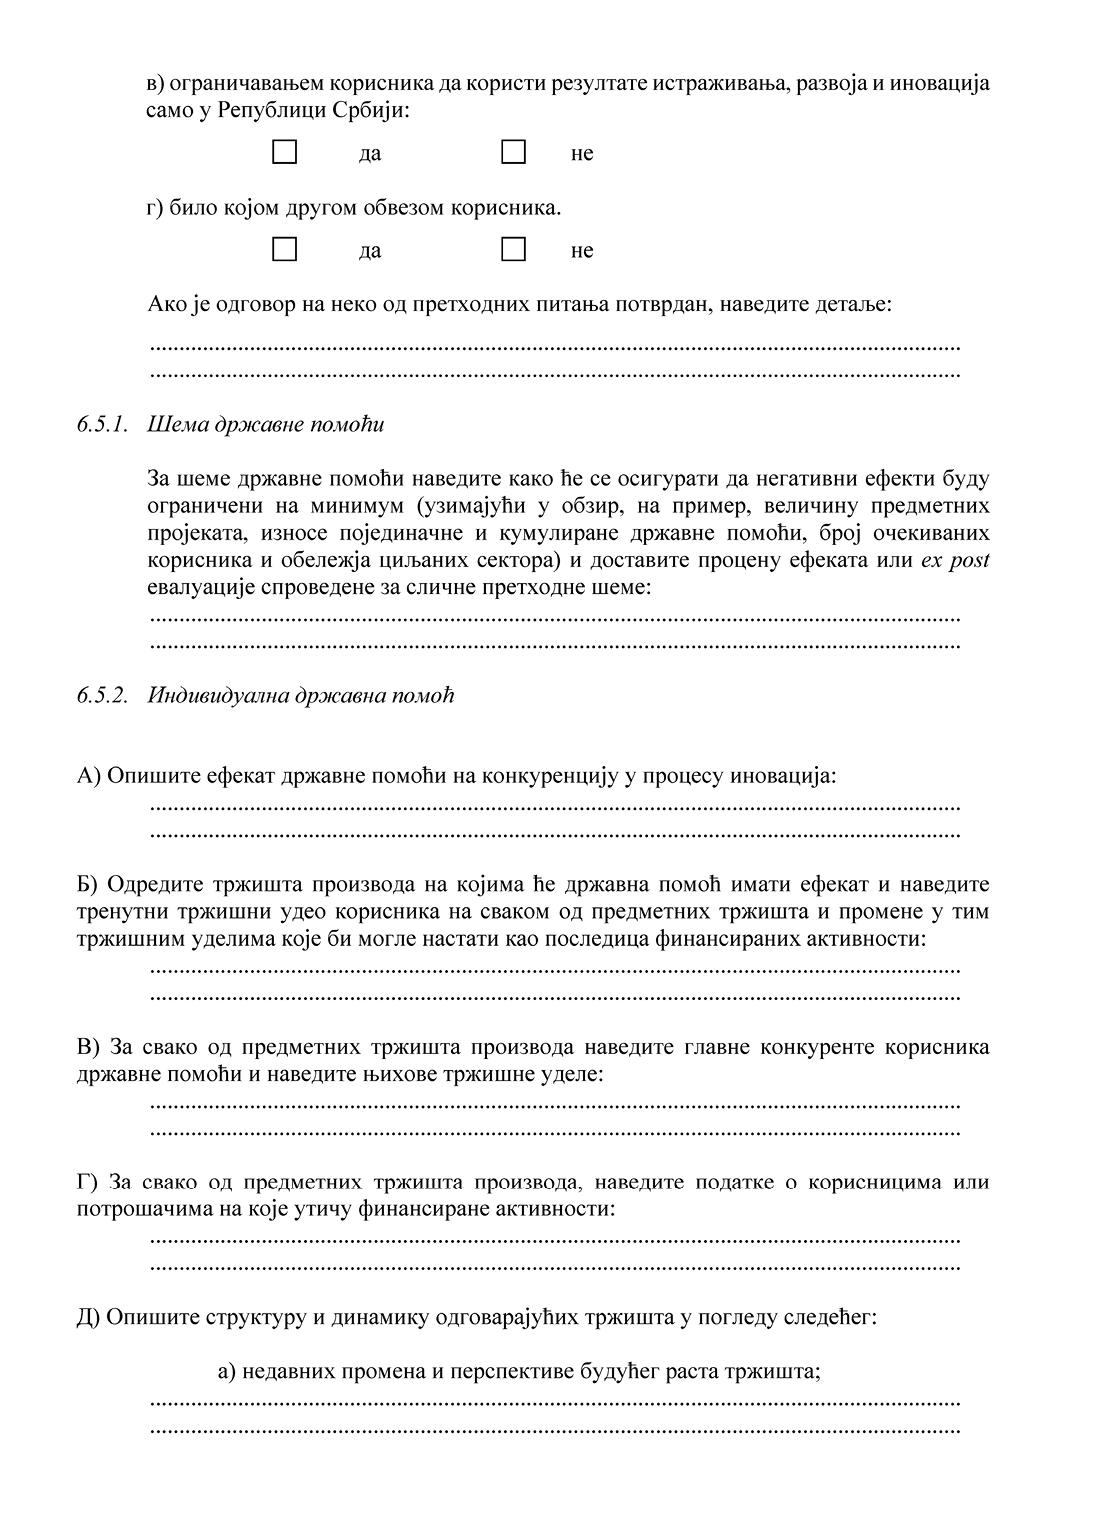 в) ограничавањем корисника да користи резултате истраживања, развоја и иновација
само у Републици Србији:
да не
г) било којом другом обвезом корисника.
да не
Ако је одговор на неко од претходних питања потврдан, наведите детаље:
..........................................................................................................................................
..........................................................................................................................................
6.5.1. Шема државне помоћи
За шеме државне помоћи наведите како ће се осигурати да негативни ефекти буду
ограничени на минимум (узимајући у обзир, на пример, величину предметних
пројеката, износе појединачне и кумулиране државне помоћи, број очекиваних
корисника и обележја циљаних сектора) и доставите процену ефеката или ex post
евалуације спроведене за сличне претходне шеме:
..........................................................................................................................................
..........................................................................................................................................
6.5.2. Индивидуална државна помоћ
А) Опишите ефекат државне помоћи на конкуренцију у процесу иновација:
..........................................................................................................................................
..........................................................................................................................................
Б) Одредите тржишта производа на којима ће државна помоћ имати ефекат и наведите
тренутни тржишни удео корисника на сваком од предметних тржишта и промене у тим
тржишним уделима које би могле настати као последица финансираних активности:
..........................................................................................................................................
..........................................................................................................................................
В) За свако од предметних тржишта производа наведите главне конкуренте корисника
државне помоћи и наведите њихове тржишне уделе:
..........................................................................................................................................
..........................................................................................................................................
Г) За свако од предметних тржишта производа, наведите податке о корисницима или
потрошачима на које утичу финансиране активности:
..........................................................................................................................................
..........................................................................................................................................
Д) Опишите структуру и динамику одговарајућих тржишта у погледу следећег:
а) недавних промена и перспективе будућег раста тржишта;
..........................................................................................................................................
..........................................................................................................................................